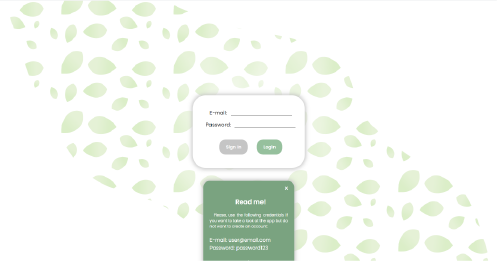 E-mail:
Password:
Sign in
Login
×
Read me!
Please, use the following credentials if
you want to take a look at the app but do
not want to create an account.
E-mail: user@email.com
Password: password123